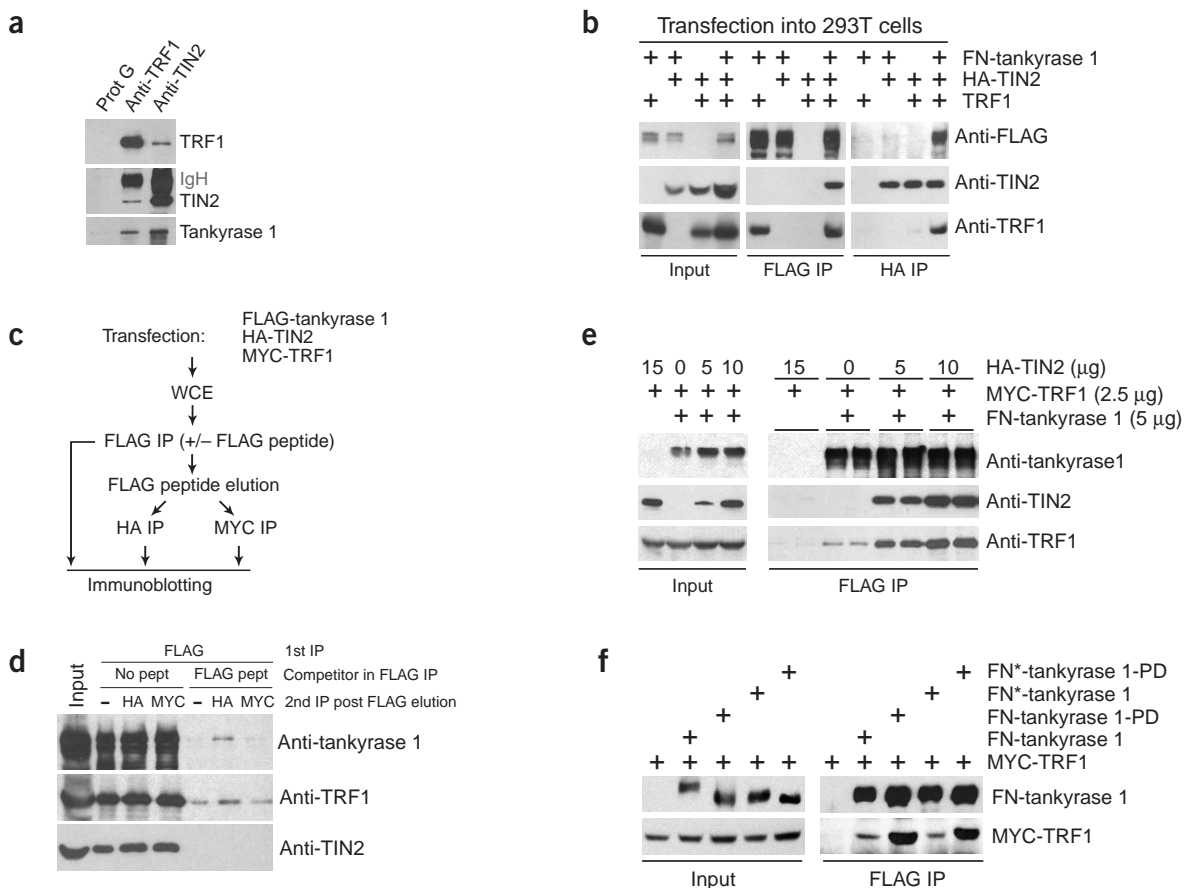 a
Prot G
Anti-TRF1
Anti-TIN2
TRF1
IgH
TIN2
Tankyrase 1
b
Transfection into 293T cells
+ + + + + + + + + FN-tankyrase 1
+ + + + + + + + + HA-TIN2
+ + + + + + + + + TRF1
Anti-FLAG
Anti-TIN2
Anti-TRF1
Input FLAG IP HA IP
c
Transfection:
FLAG-tankyrase 1
HA-TIN2
MYC-TRF1
WCE
FLAG IP (+/– FLAG peptide)
FLAG peptide elution
HA IP MYC IP
Immunoblotting
d
Input
FLAG 1st IP
No pept FLAG pept Competitor in FLAG IP
– HA MYC – HA MYC 2nd IP post FLAG elution
Anti-tankyrase 1
Anti-TRF1
Anti-TIN2
e
15 0 5 10 15 0 5 10 HA-TIN2 (μg)
+ + + + + + + + MYC-TRF1 (2.5 μg)
+ + + + + + FN-tankyrase 1 (5 μg)
Anti-tankyrase1
Anti-TIN2
Anti-TRF1
Input FLAG IP
f
+ + FN*-tankyrase 1-PD
+ + FN*-tankyrase 1
+ + FN-tankyrase 1-PD
+ + FN-tankyrase 1
+ + + + + + + + + + MYC-TRF1
FN-tankyrase 1
MYC-TRF1
Input FLAG IP